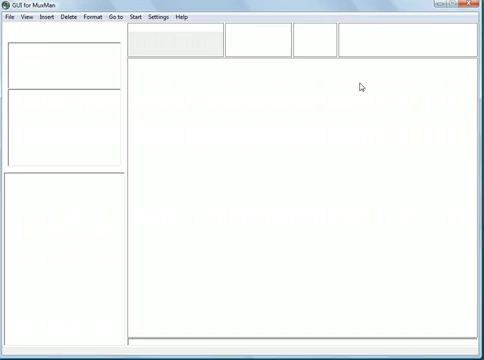 GUI for MuxMan
File View Insert Delete Format Go to Start Settings Help